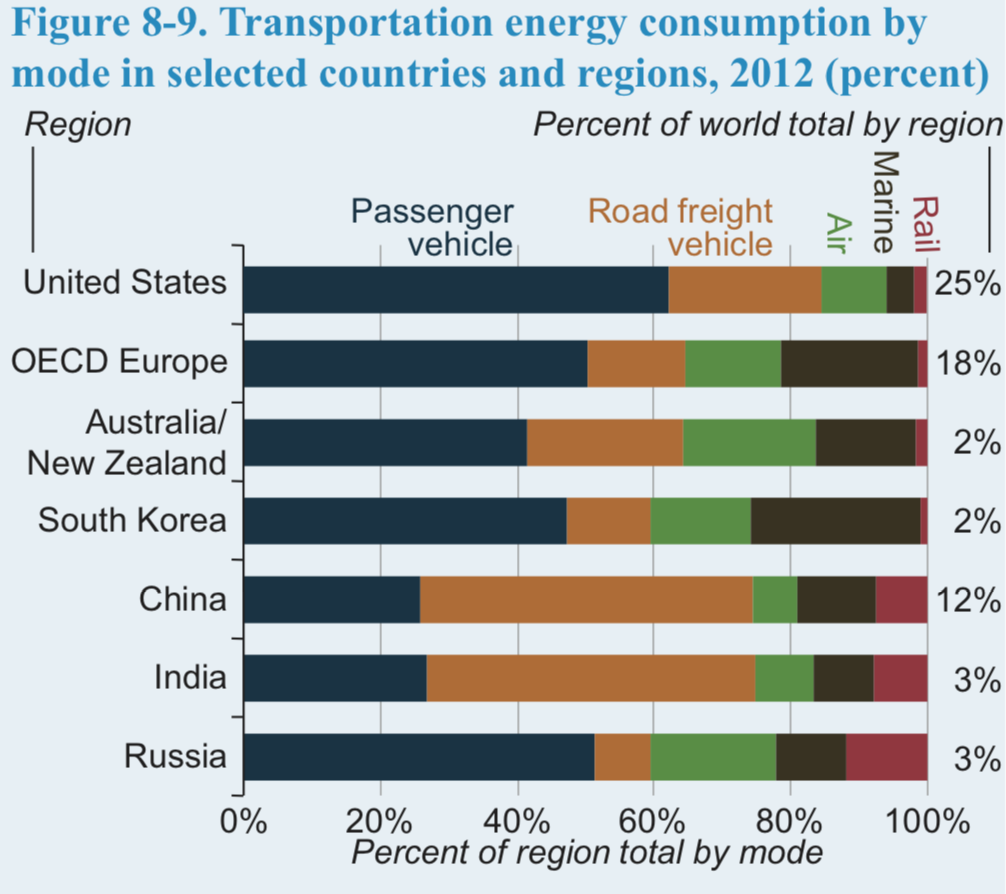 Figure 8-9. Transportation energy consumption by
mode in selected countries and regions, 2012 (percent)
Region
Percent of world total by region
Passenger
vehicle
Road freight
vehicle
Air
Marine
Rail
United States
25%
OECD Europe
18%
Australia/
New Zealand
2%
South Korea
2%
China
12%
India
3%
Russia
3%
0% 20% 40% 60% 80% 100%
Percent of region total by mode